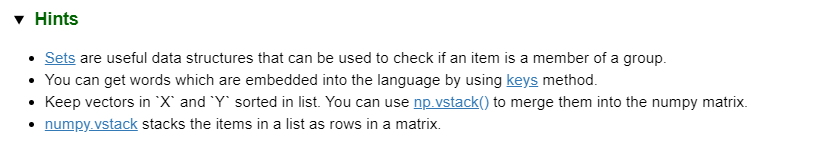 ▼ Hints
• Sets are useful data structures that can be used to check if an item is a member of a group.
• You can get words which are embedded into the language by using keys method.
• Keep vectors in `X` and `Y` sorted in list. You can use np.vstack() to merge them into the numpy matrix.
• numpy.vstack stacks the items in a list as rows in a matrix.